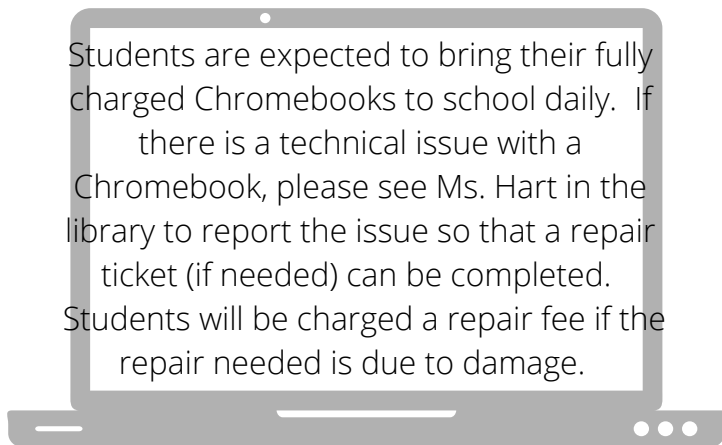 Students are expected to bring their fully
charged Chromebooks to school daily.  If
there is a technical issue with a
Chromebook, please see Ms. Hart in the
library to report the issue so that a repair
ticket (if needed) can be completed.
Students will be charged a repair fee if the
repair needed is due to damage.